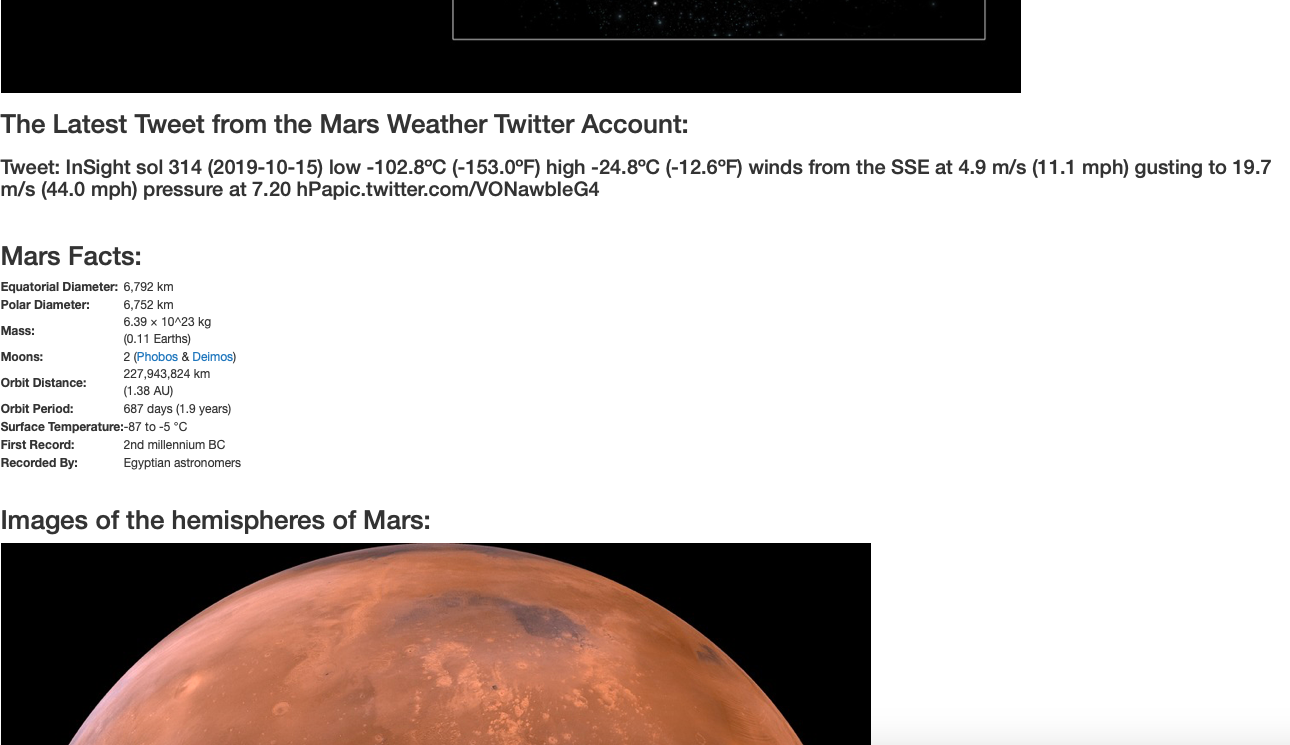 The Latest Tweet from the Mars Weather Twitter Account:
Tweet: InSight sol 314 (2019-10-15) low -102.8ºC (-153.0ºF) high -24.8ºC (-12.6ºF) winds from the SSE at 4.9 m/s (11.1 mph) gusting to 19.7
m/s (44.0 mph) pressure at 7.20 hPapic.twitter.com/VONawbleG4
Mars Facts:
Equatorial Diameter: 6,792 km
Polar Diameter: 6,752 km
Mass: 6.39 × 10^23 kg
(0.11 Earths)
Moons: 2 (Phobos & Deimos)
Orbit Distance: 227,943,824 km
(1.38 AU)
Orbit Period: 687 days (1.9 years)
Surface Temperature: -87 to -5 °C
First Record: 2nd millennium BC
Recorded By: Egyptian astronomers
Images of the hemispheres of Mars: